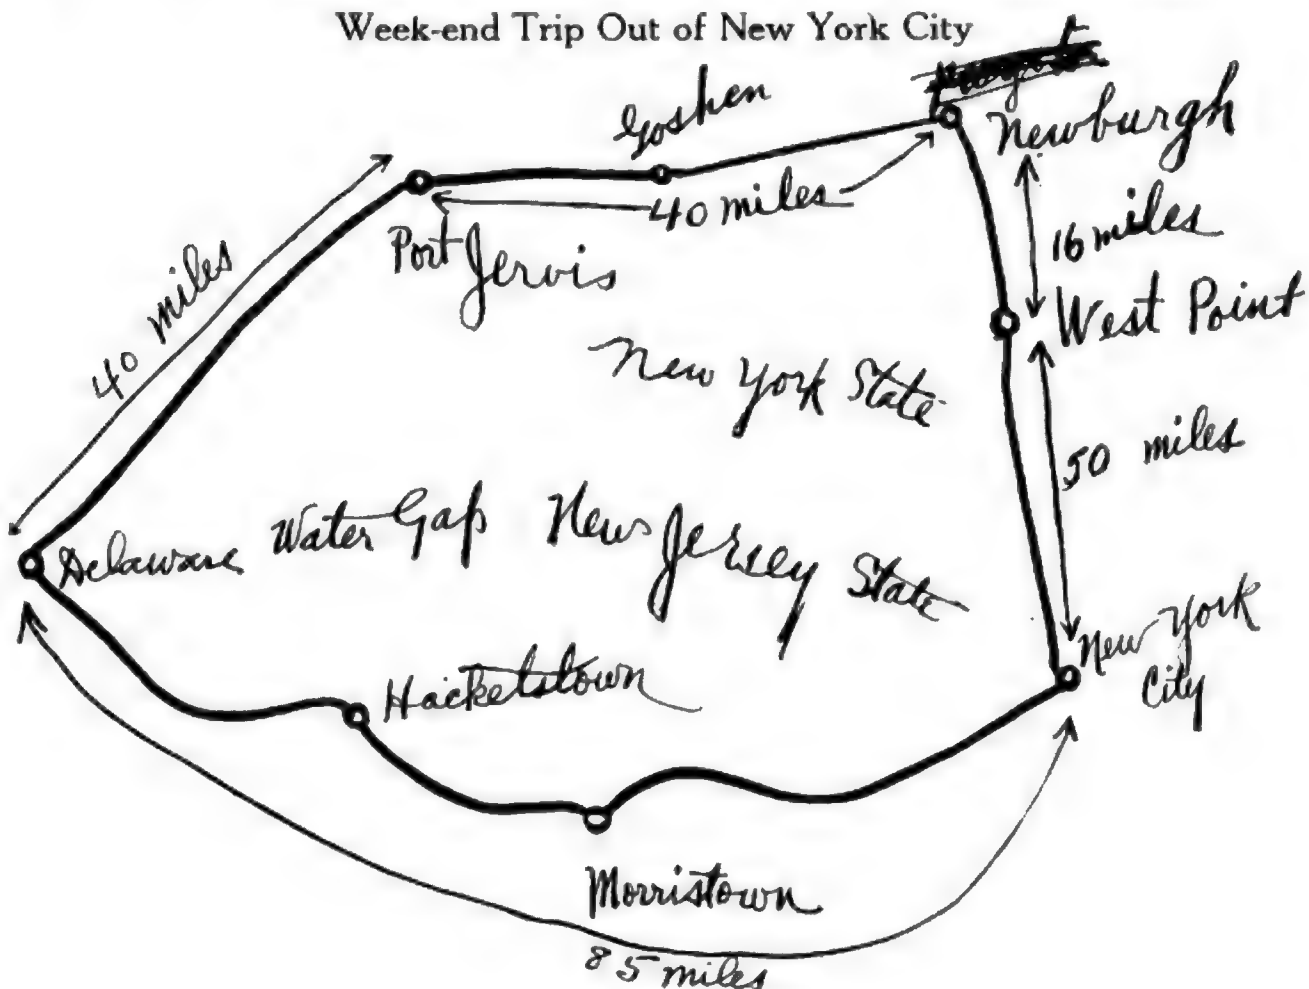 Week-end Trip Out of New York City
Goshen
Newburgh
40 miles
16 miles
Port Jervis
40 miles
West Point
New York State
50 miles
Delaware Water Gap
New Jersey State
New York
City
Hacketstown
Morristown
85 miles